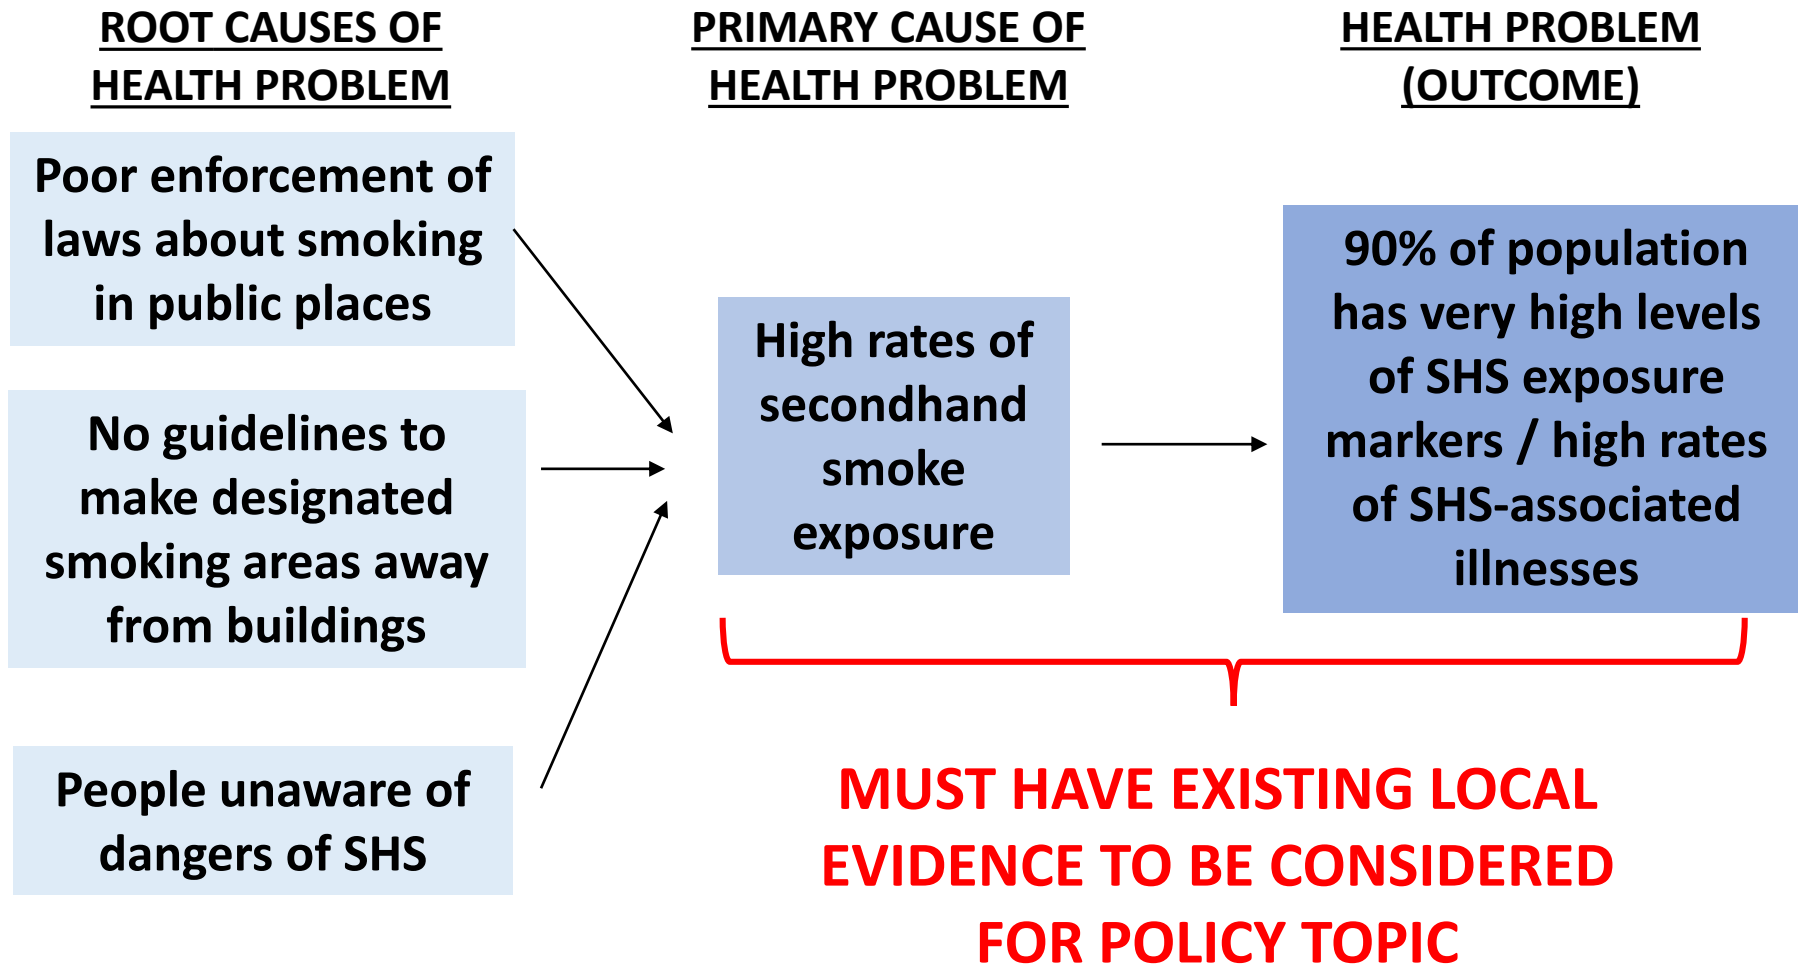 ROOT CAUSES OF
HEALTH PROBLEM
PRIMARY CAUSE OF
HEALTH PROBLEM
HEALTH PROBLEM
(OUTCOME)
Poor enforcement of
laws about smoking
in public places
No guidelines to
make designated
smoking areas away
from buildings
People unaware of
dangers of SHS
High rates of
secondhand
smoke
exposure
90% of population
has very high levels
of SHS exposure
markers / high rates
of SHS-associated
illnesses
MUST HAVE EXISTING LOCAL
EVIDENCE TO BE CONSIDERED
FOR POLICY TOPIC